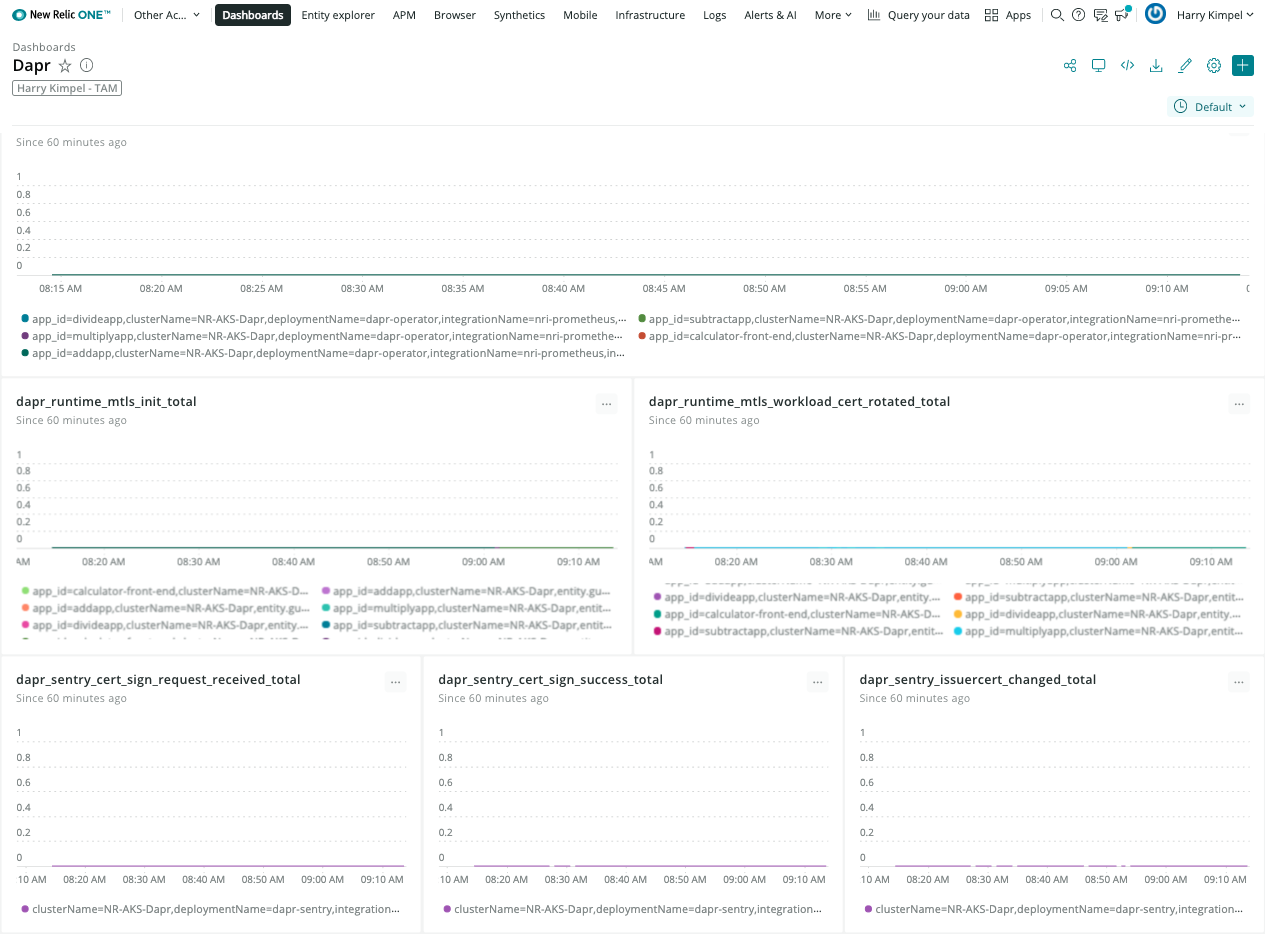 New Relic ONE™ Other Ac... Dashboards Entity explorer APM Browser Synthetics Mobile Infrastructure Logs Alerts & AI More Query your data Apps Harry Kimpel
Dashboards
Dapr
Harry Kimpel - TAM
Default
Since 60 minutes ago
1
0.8
0.6
0.4
0.2
0
08:15 AM 08:20 AM 08:25 AM 08:30 AM 08:35 AM 08:40 AM 08:45 AM 08:50 AM 08:55 AM 09:00 AM 09:05 AM 09:10 AM
app_id=divideapp,clusterName=NR-AKS-Dapr,deploymentName=dapr-operator,integrationName=nri-prometheus,...
app_id=subtractapp,clusterName=NR-AKS-Dapr,deploymentName=dapr-operator,integrationName=nri-promethe...
app_id=multiplyapp,clusterName=NR-AKS-Dapr,deploymentName=dapr-operator,integrationName=nri-promethe...
app_id=calculator-front-end,clusterName=NR-AKS-Dapr,deploymentName=dapr-operator,integrationName=nri-pr...
app_id=addapp,clusterName=NR-AKS-Dapr,deploymentName=dapr-operator,integrationName=nri-prometheus,in...
dapr_runtime_mtls_init_total
Since 60 minutes ago
1
0.8
0.6
0.4
0.2
0
AM 08:20 AM 08:30 AM 08:40 AM 08:50 AM 09:00 AM 09:10 AM
app_id=calculator-front-end,clusterName=NR-AKS-D...
app_id=divideapp,clusterName=NR-AKS-Dapr,entity.gu...
app_id=addapp,clusterName=NR-AKS-Dapr,entity.gu...
app_id=multiplyapp,clusterName=NR-AKS-Dapr,entit...
app_id=divideapp,clusterName=NR-AKS-Dapr,entity....
app_id=subtractapp,clusterName=NR-AKS-Dapr,entit...
dapr_runtime_mtls_workload_cert_rotated_total
Since 60 minutes ago
1
0.8
0.6
0.4
0.2
0
AM 08:20 AM 08:30 AM 08:40 AM 08:50 AM 09:00 AM 09:10 AM
app_id=divideapp,clusterName=NR-AKS-Dapr,entity....
app_id=subtractapp,clusterName=NR-AKS-Dapr,entit...
app_id=calculator-front-end,clusterName=NR-AKS-D...
app_id=divideapp,clusterName=NR-AKS-Dapr,entity....
app_id=subtractapp,clusterName=NR-AKS-Dapr,entit...
app_id=multiplyapp,clusterName=NR-AKS-Dapr,entit...
dapr_sentry_cert_sign_request_received_total
Since 60 minutes ago
1
0.8
0.6
0.4
0.2
0
10 AM 08:20 AM 08:30 AM 08:40 AM 08:50 AM 09:00 AM 09:10 AM
clusterName=NR-AKS-Dapr,deploymentName=dapr-sentry,integration...
dapr_sentry_cert_sign_success_total
Since 60 minutes ago
1
0.8
0.6
0.4
0.2
0
10 AM 08:20 AM 08:30 AM 08:40 AM 08:50 AM 09:00 AM 09:10 AM
clusterName=NR-AKS-Dapr,deploymentName=dapr-sentry,integration...
dapr_sentry_issuercert_changed_total
Since 60 minutes ago
1
0.8
0.6
0.4
0.2
0
10 AM 08:20 AM 08:30 AM 08:40 AM 08:50 AM 09:00 AM 09:10 AM
clusterName=NR-AKS-Dapr,deploymentName=dapr-sentry,integration...